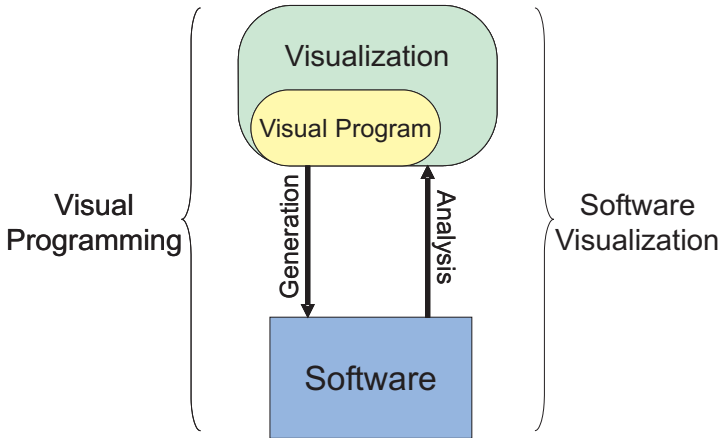 Visualization
Visual Program
Visual
Programming
Generation
Analysis
Software
Visualization
Software